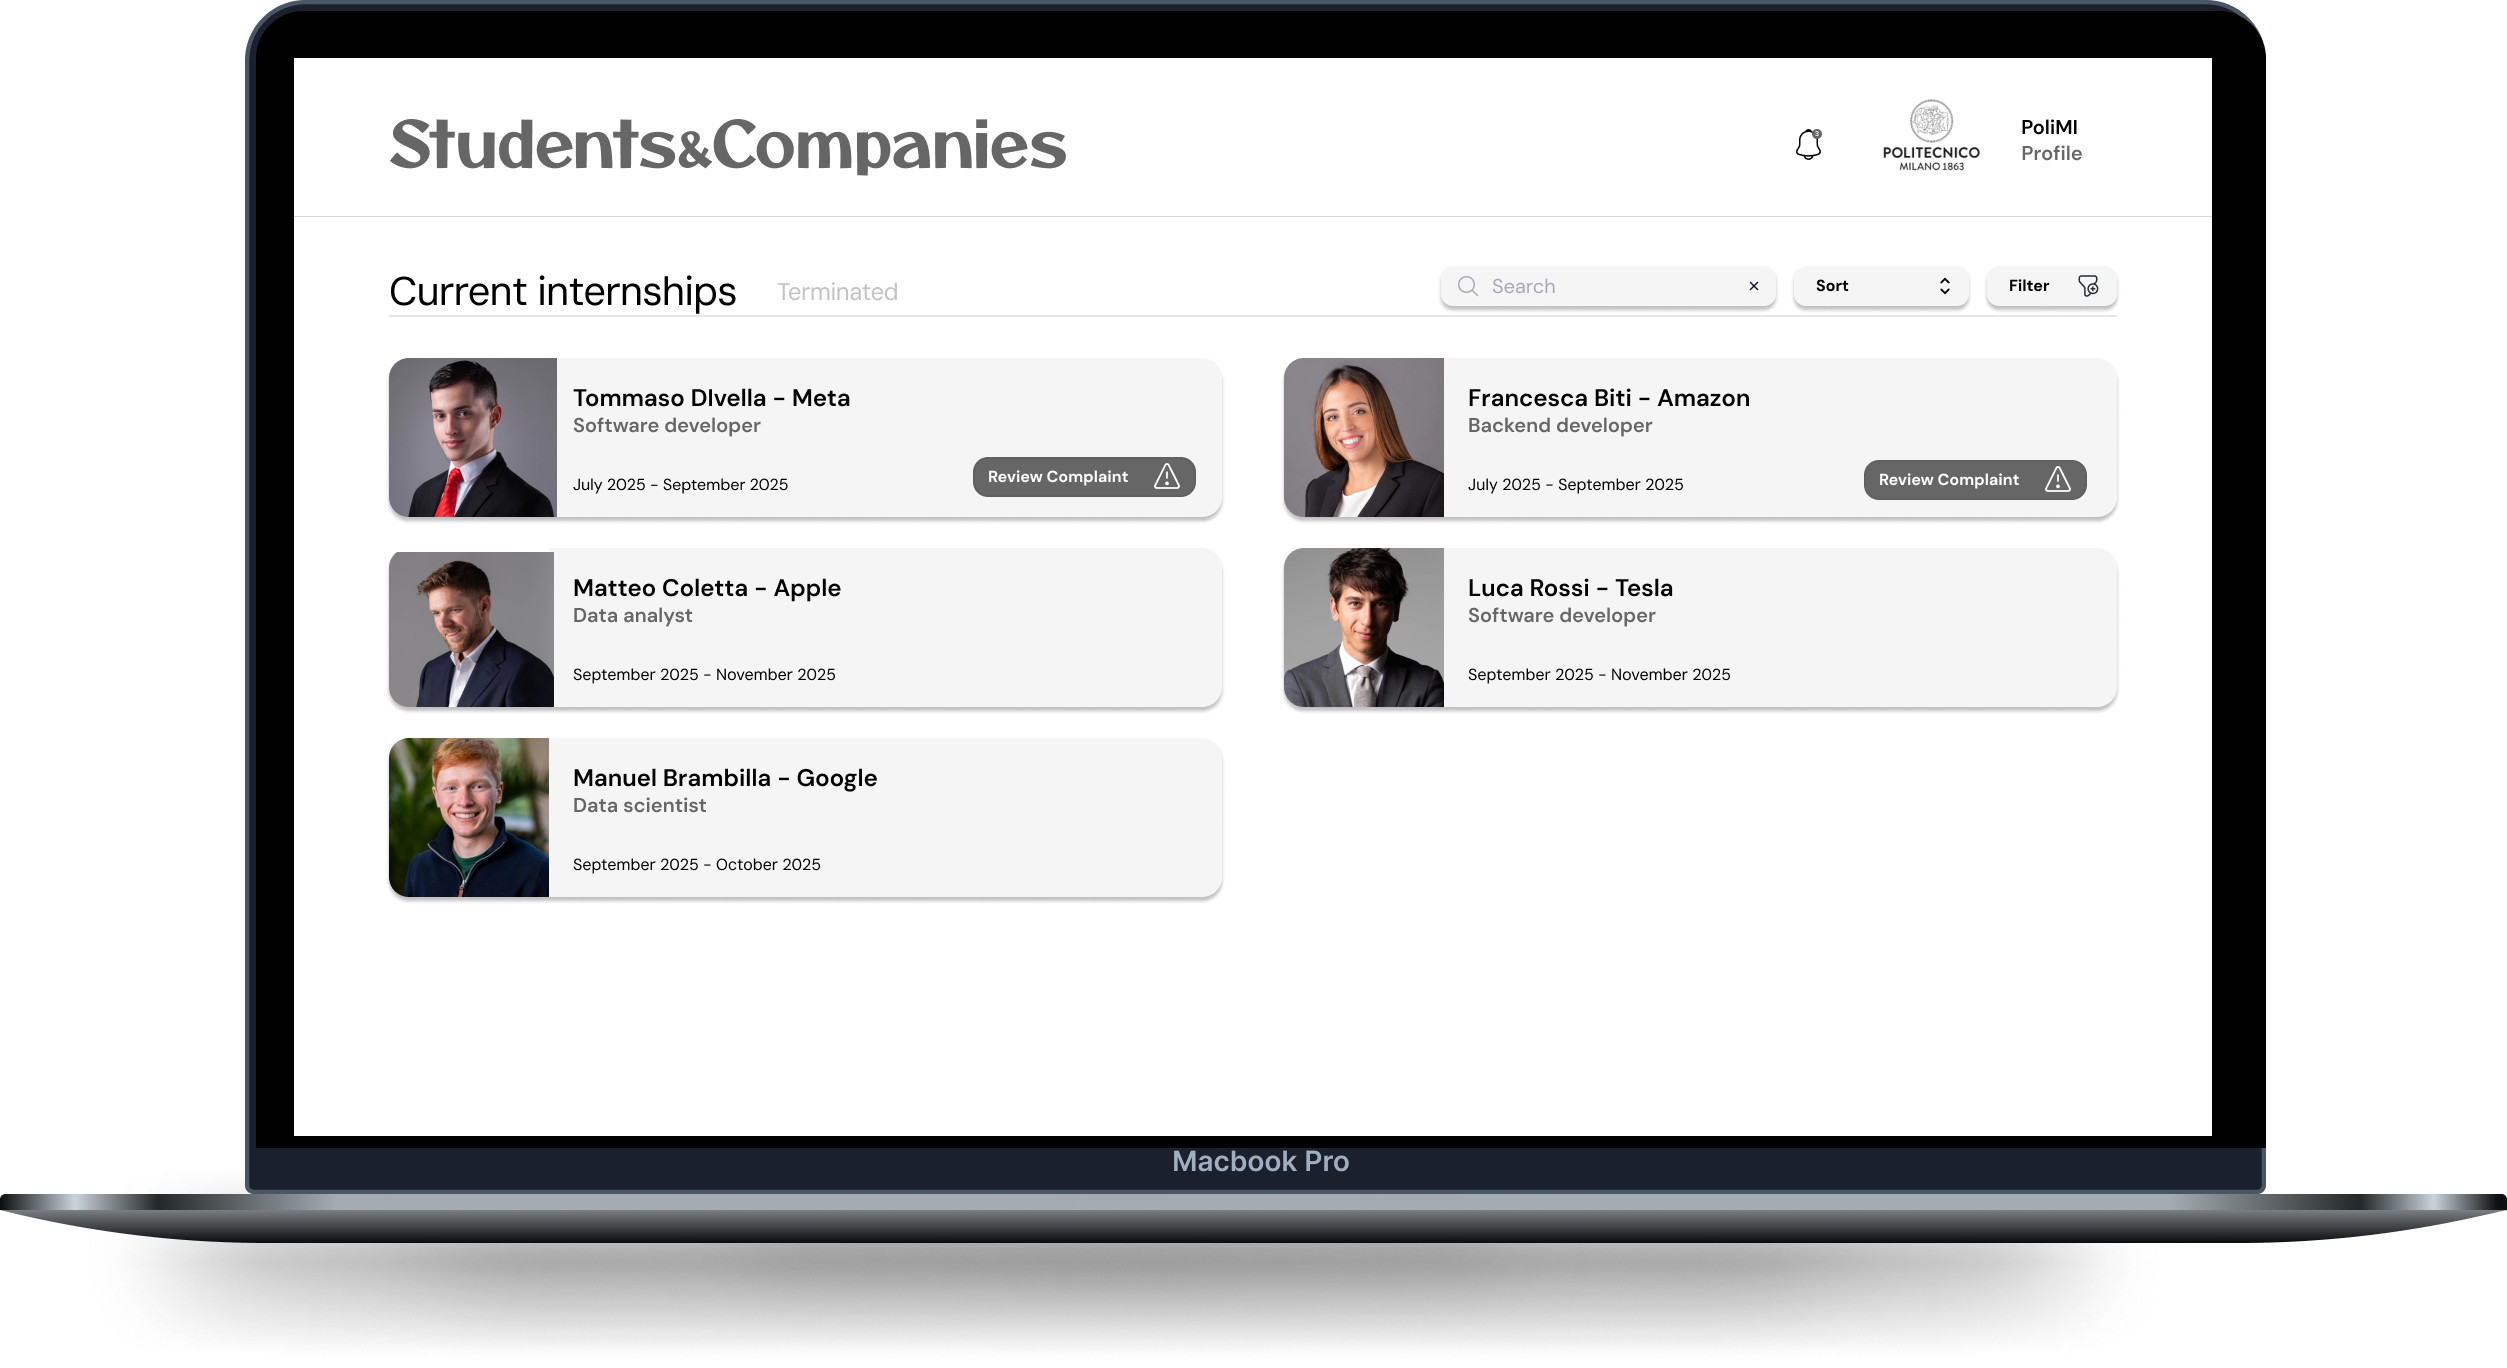 Students&Companies
3
POLITECNICO
MILANO 1863
PoliMI
Profile
Current internships
Terminated
Search
Sort
Filter
Tommaso DIvella - Meta
Software developer
July 2025 - September 2025
Review Complaint
Francesca Biti - Amazon
Backend developer
July 2025 - September 2025
Review Complaint
Matteo Coletta - Apple
Data analyst
September 2025 - November 2025
Luca Rossi - Tesla
Software developer
September 2025 - November 2025
Manuel Brambilla - Google
Data scientist
September 2025 - October 2025
Macbook Pro